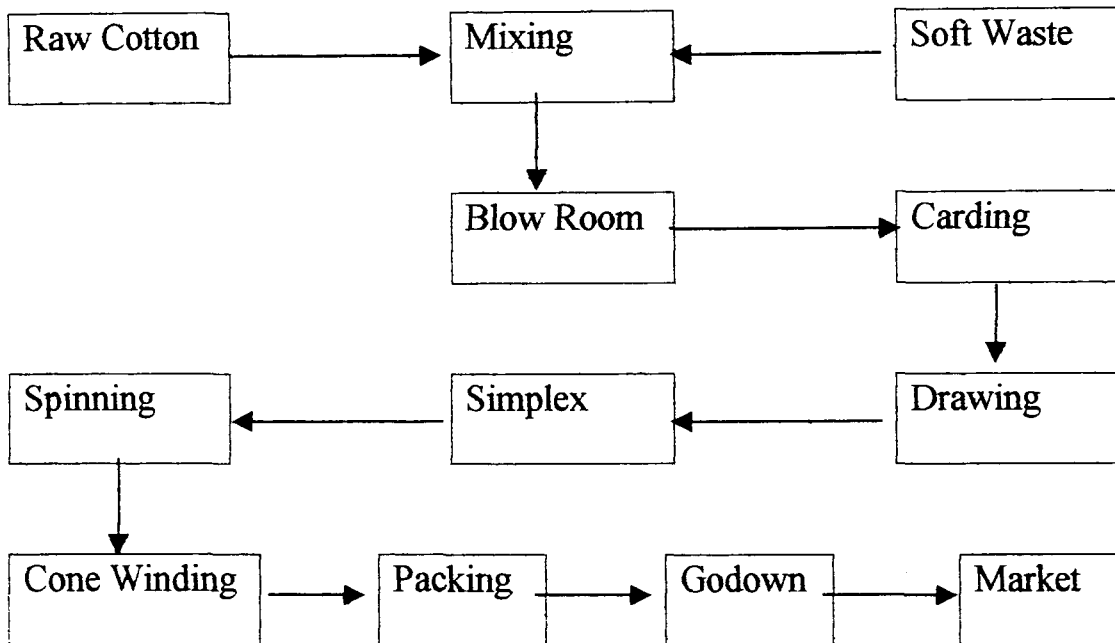 Raw Cotton
Mixing
Soft Waste
Blow Room
Carding
Spinning
Simplex
Drawing
Cone Winding
Packing
Godown
Market